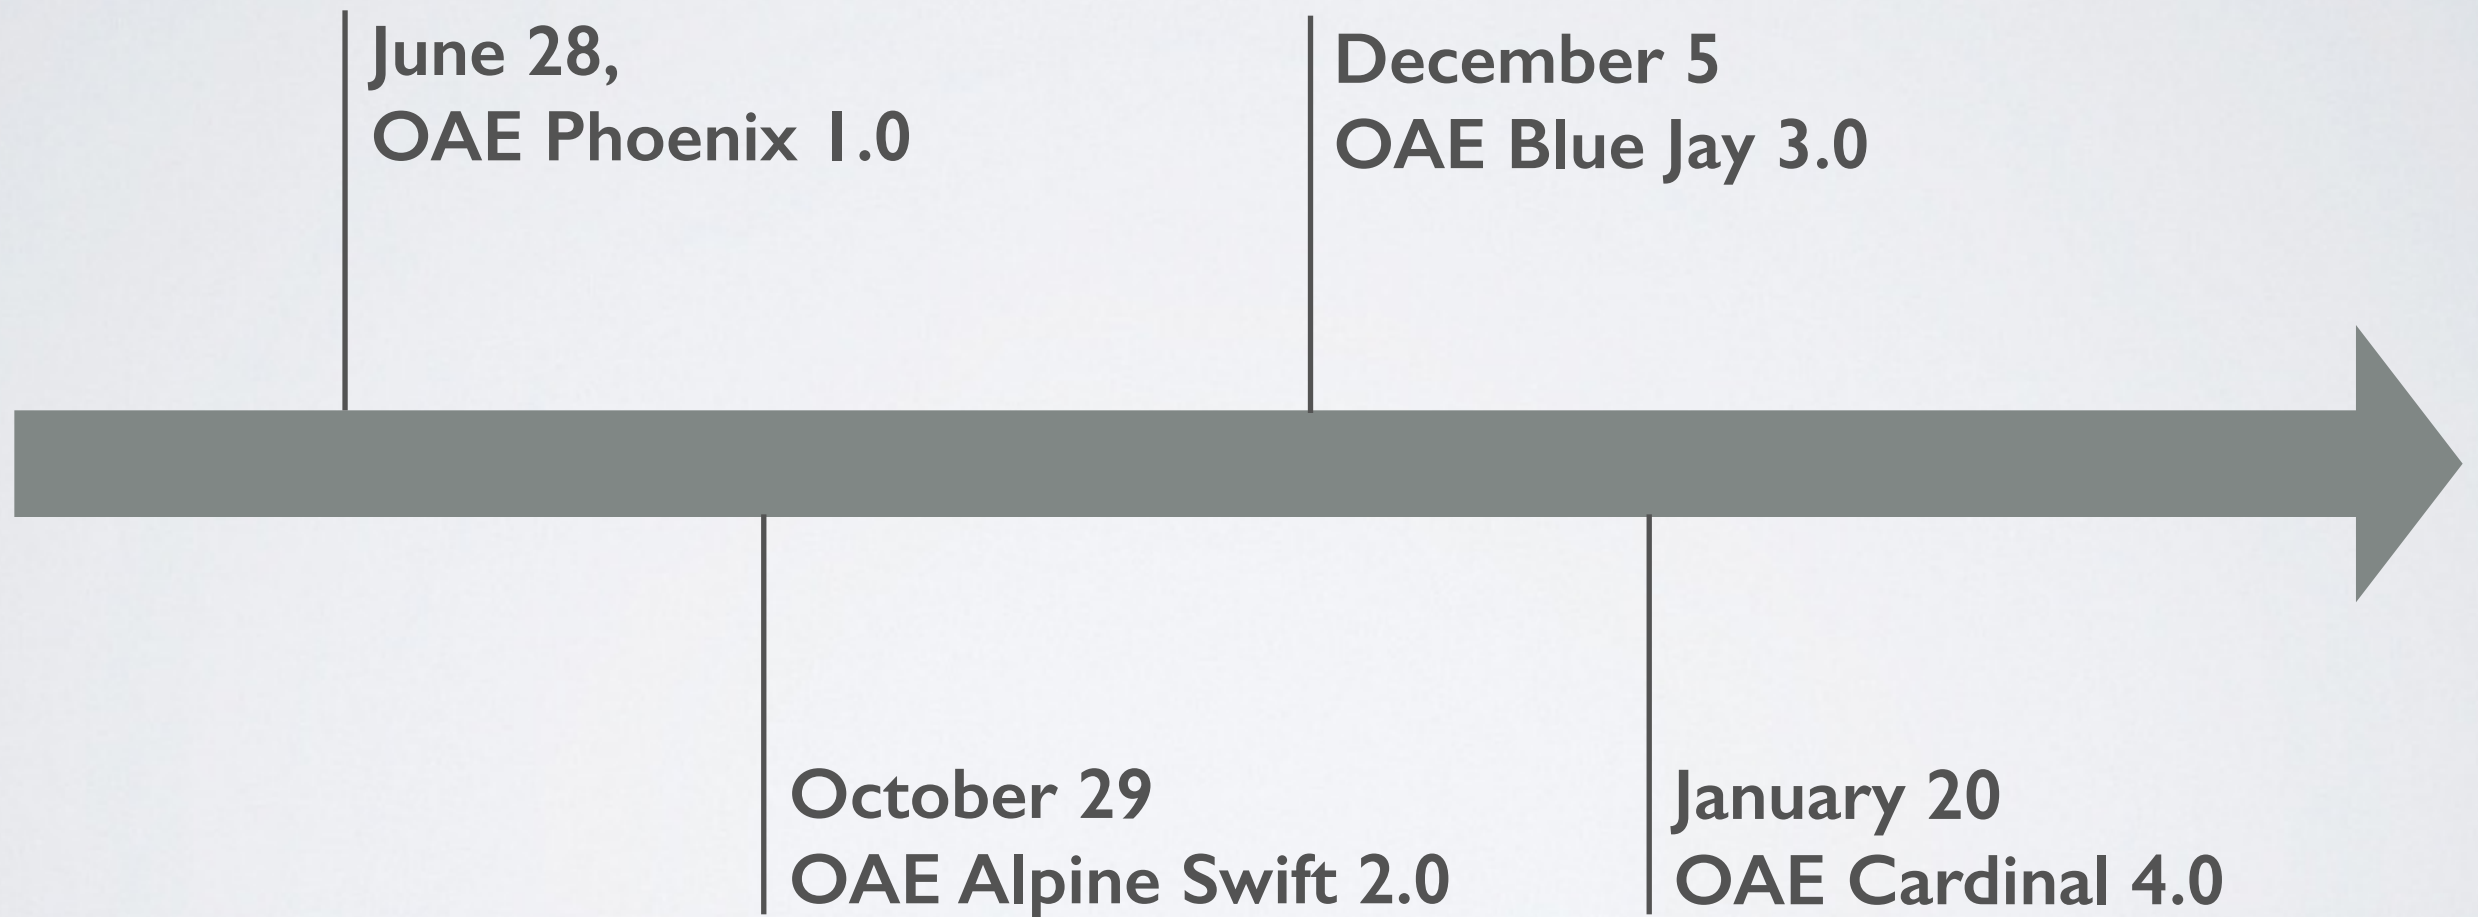 June 28,
OAE Phoenix 1.0
December 5
OAE Blue Jay 3.0
October 29
OAE Alpine Swift 2.0
January 20
OAE Cardinal 4.0